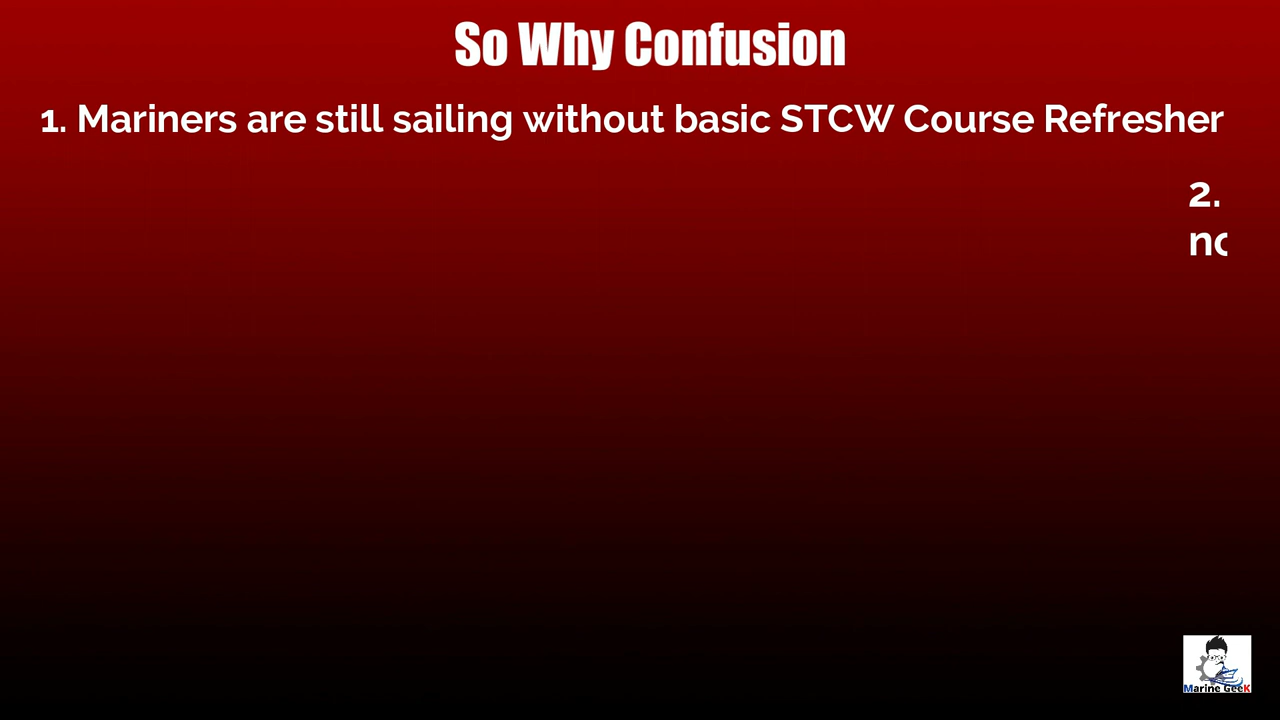 So Why Confusion
1. Mariners are still sailing without basic STCW Course Refresher
2.
Marine GeeK